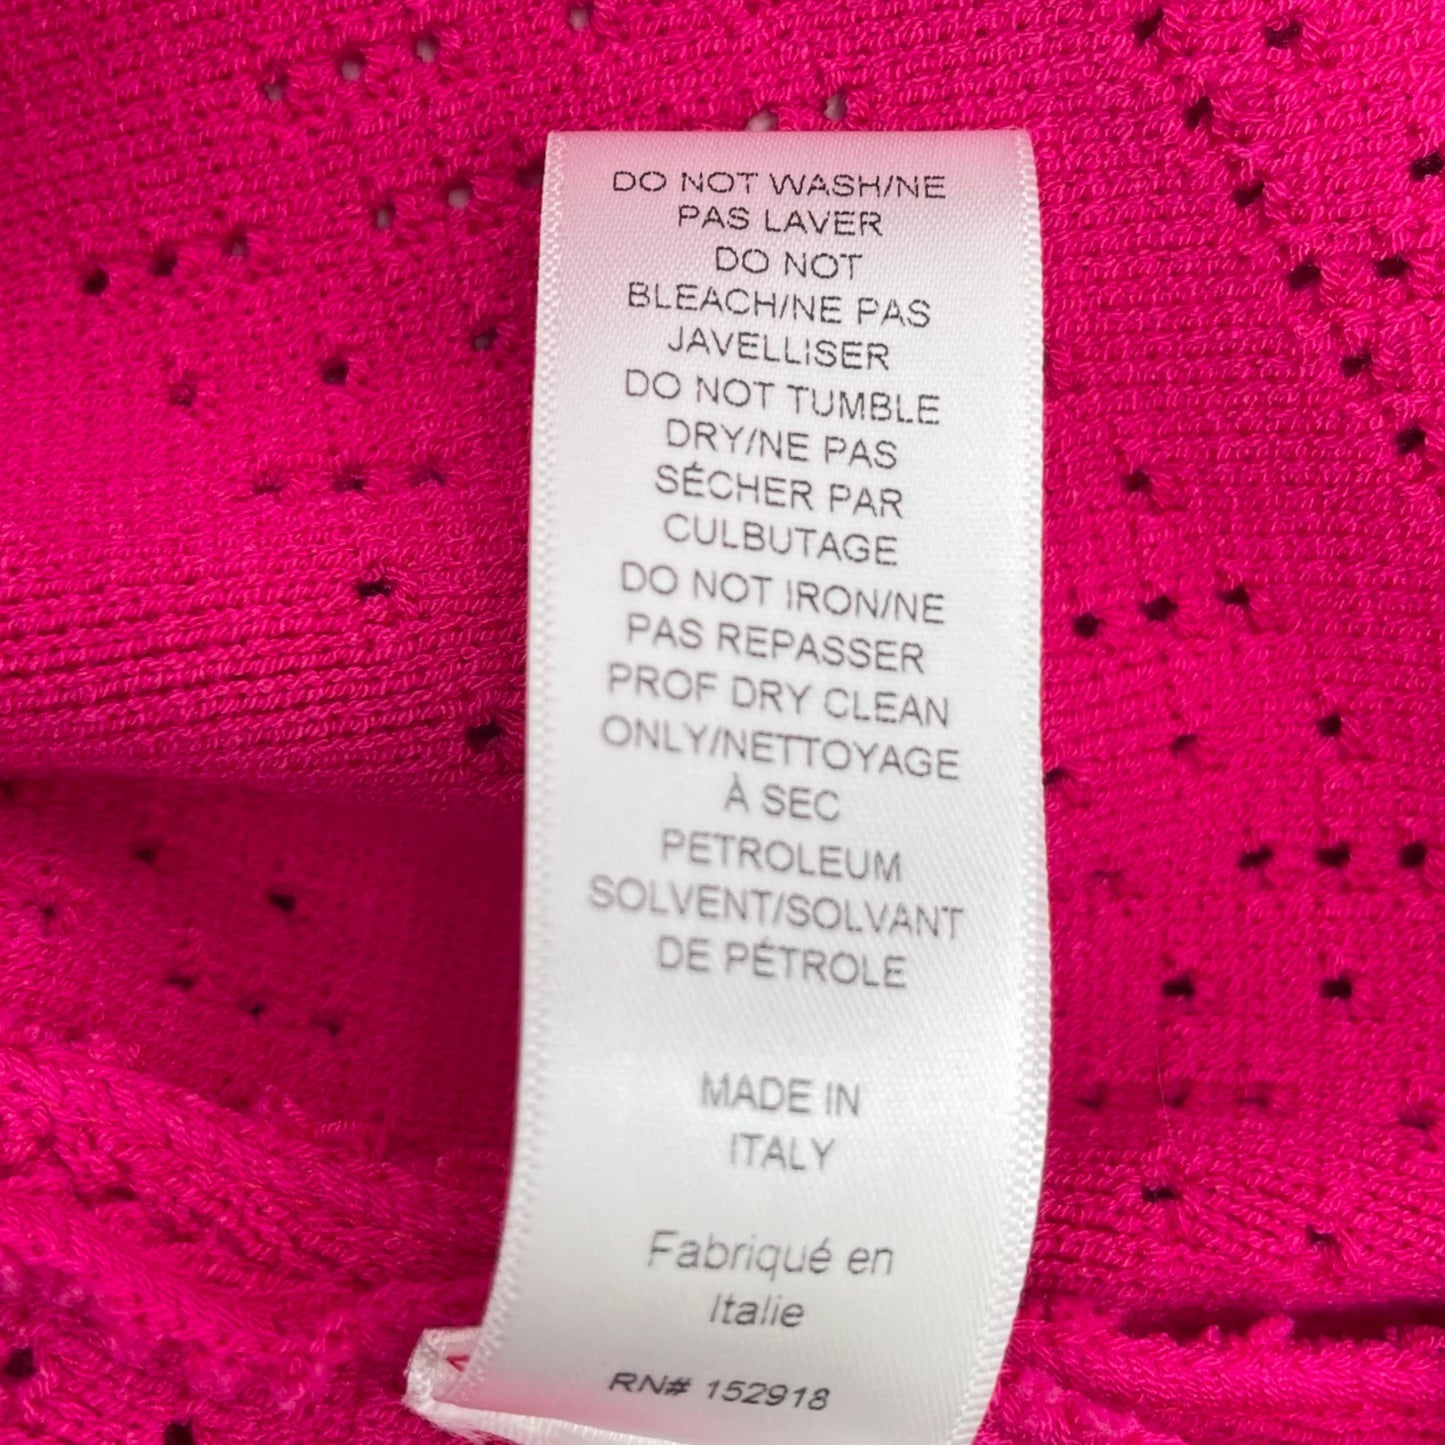 DO NOT WASH/NE
PAS LAVER
DO NOT
BLEACH/NE PAS
JAVELLISER
DO NOT TUMBLE
DRY/NE PAS
SÉCHER PAR
CULBUTAGE
DO NOT IRON/NE
PAS REPASSER
PROF DRY CLEAN
ONLY/NETTOYAGE
À SEC
PETROLEUM
SOLVENT/SOLVANT
DE PÉTROLE
MADE IN
ITALY
Fabriqué en
Italie
RN# 152918